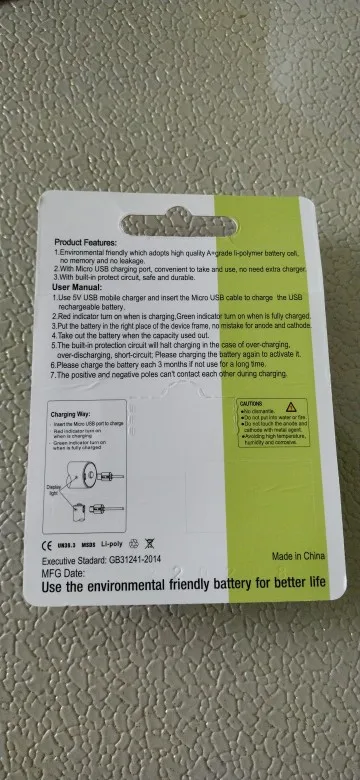 Product Features:
1.Environmental friendly which adopts high quality A+grade li-polymer battery cell,
no memory and no leakage.
2.With Micro USB charging port, convenient to take and use, no need extra charger.
3.With built-in protect circuit, safe and durable.
User Manual:
1.Use 5V USB mobile charger and insert the Micro USB cable to charge the USB
rechargeable battery.
2.Red indicator turn on when is charging,Green indicator turn on when is fully charged.
3.Put the battery in the right place of the device frame, no mistake for anode and cathode.
4.Take out the battery when the capacity used out.
5.The built-in protection circuit will halt charging in the case of over-charging,
over-discharging, short-circuit; Please charging the battery again to activate it.
6.Please charge the battery each 3 months if not use for a long time.
7.The positive and negative poles can't contact each other during charging.
Charging Way:
Insert the Micro USB port to charge
Red indicator turn on
when is charging
Green indicator turn on
when is fully charged
Display
light
CAUTIONS
●No dismantle.
●Do not put into water or fire.
●Do not touch the anode and
cathode with metal agent.
●Avoiding high temperature,
humidity and corrosive.
CE UN38.3 MSDS Li-poly
Made in China
Executive Stadard: GB31241-2014
MFG Date:
Use the environmental friendly battery for better life